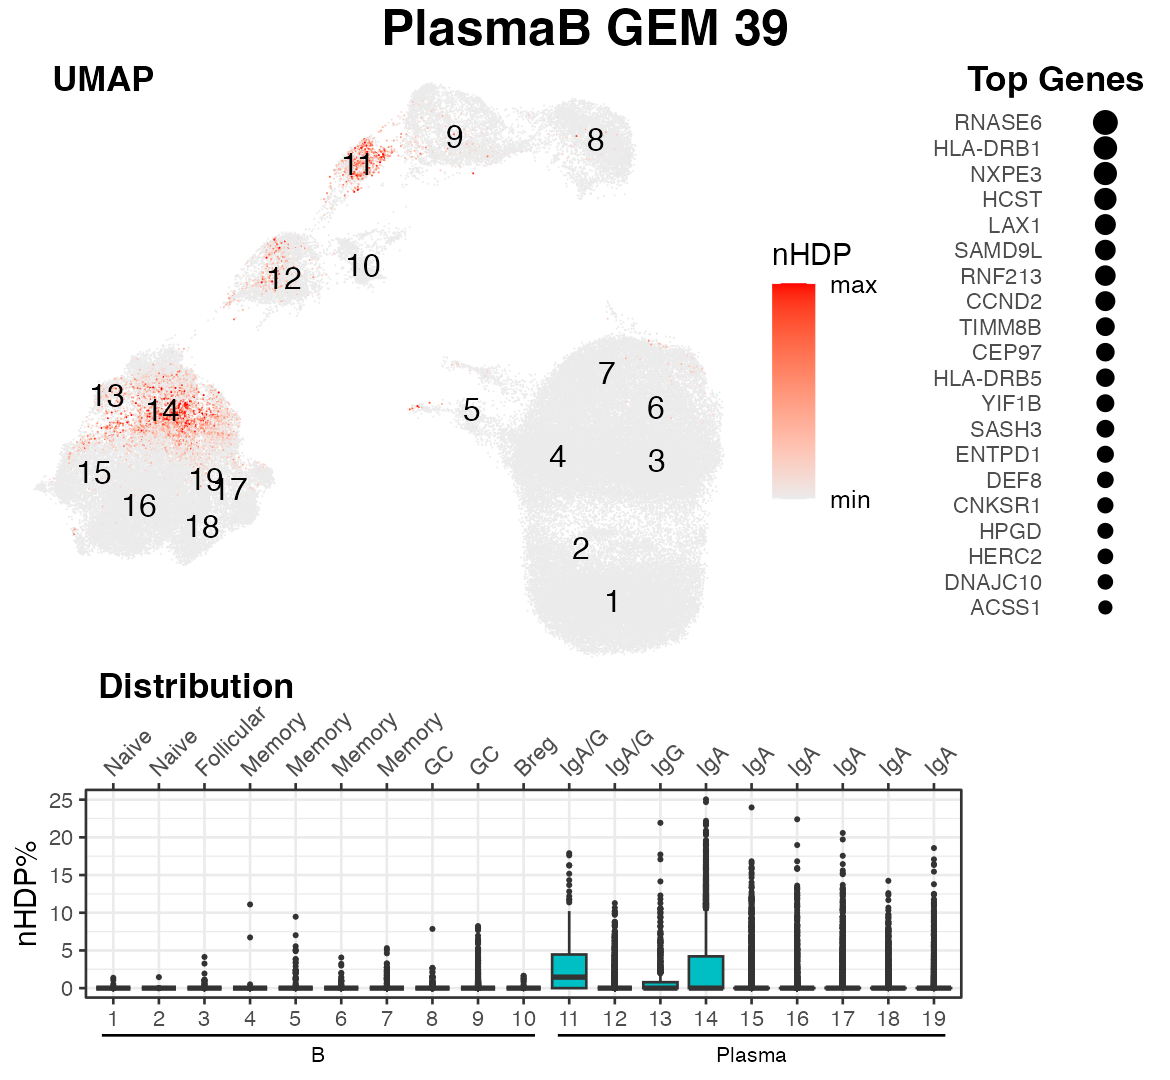 PlasmaB GEM 39
UMAP
Top Genes
9
8
11
12
10
13
14
15
19
17
16
18
7
5
6
4
3
2
1
nHDP
max
min
RNASE6
HLA-DRB1
NXPE3
HCST
LAX1
SAMD9L
RNF213
CCND2
TIMM8B
CEP97
HLA-DRB5
YIF1B
SASH3
ENTPD1
DEF8
CNKSR1
HPGD
HERC2
DNAJC10
ACSS1
Distribution
Naive Naive Follicular Memory Memory Memory Memory GC GC Breg IgA/G IgA/G IgG IgA IgA IgA IgA IgA IgA
nHDP%
25
20
15
10
5
0
1 2 3 4 5 6 7 8 9 10 11 12 13 14 15 16 17 18 19
B Plasma